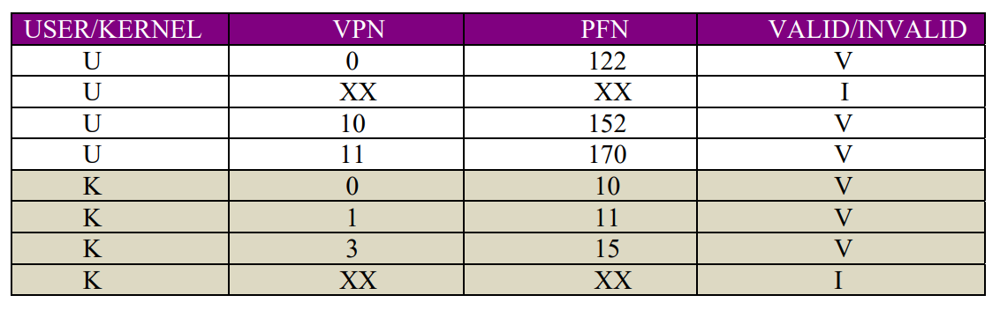 USER/KERNEL VPN PFN VALID/INVALID
U 0 122 V
U XX XX I
U 10 152 V
U 11 170 V
K 0 10 V
K 1 11 V
K 3 15 V
K XX XX I